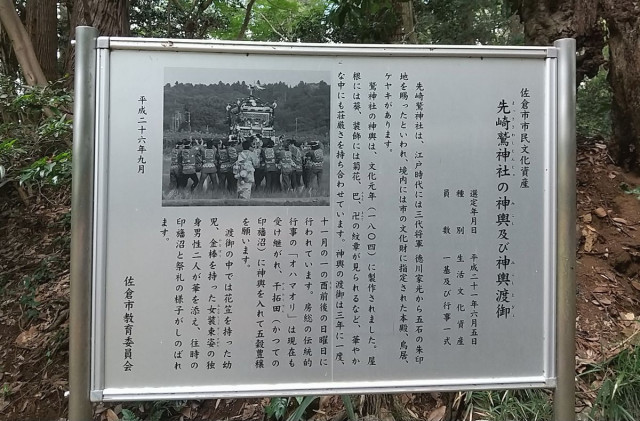 佐倉市市民文化資産
先崎鷲神社の神輿及び神輿渡御
選定年月日　平成二十一年六月五日
種別　生活文化資産
員数　一基及び行事一式
先崎鷲神社は、江戸時代には三代将軍 徳川家光から五石の朱印
地を賜ったといわれ、境内には市の文化財に指定された本殿、鳥居、
ケヤキがあります。
鷲神社の神輿は、文化元年（一八〇四）に製作されました。屋
根には葵、装飾には菊花、巴、卍の紋章が見られるなど、華やか
な中にも荘厳さを持ち合わせています。神輿の渡御は三年に一度、
十一月の一の酉前後の日曜日に
行われています。房総の伝統的
行事の「オハマオリ」は現在も
受け継がれ、干拓田（かつての
印旛沼）に神輿を入れて五穀豊穣
を願います。
渡御の中では花笠を持った幼
児、金棒を持った女装束姿の独
身男性二人が華を添え、往時の
印旛沼と祭礼の様子がしのばれ
ます。
平成二十六年九月
佐倉市教育委員会